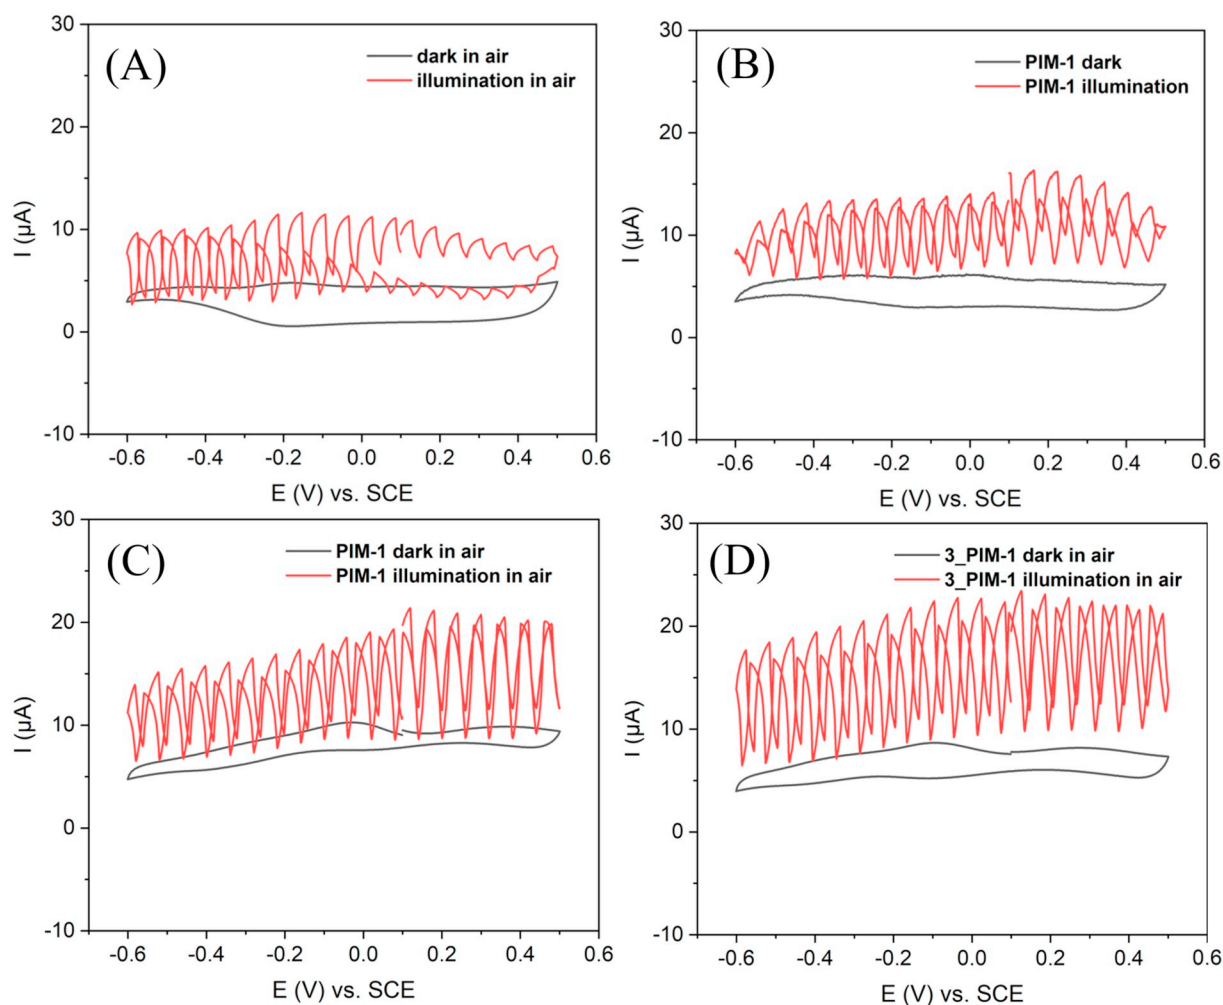 (A)
dark in air
illumination in air
30
20
10
0
-10
I (μA)
-0.6 -0.4 -0.2 0.0 0.2 0.4 0.6
E (V) vs. SCE
(B)
PIM-1 dark
PIM-1 illumination
30
20
10
0
-10
I (μA)
-0.6 -0.4 -0.2 0.0 0.2 0.4 0.6
E (V) vs. SCE
(C)
PIM-1 dark in air
PIM-1 illumination in air
30
20
10
0
-10
I (μA)
-0.6 -0.4 -0.2 0.0 0.2 0.4 0.6
E (V) vs. SCE
(D)
3_PIM-1 dark in air
3_PIM-1 illumination in air
30
20
10
0
-10
I (μA)
-0.6 -0.4 -0.2 0.0 0.2 0.4 0.6
E (V) vs. SCE